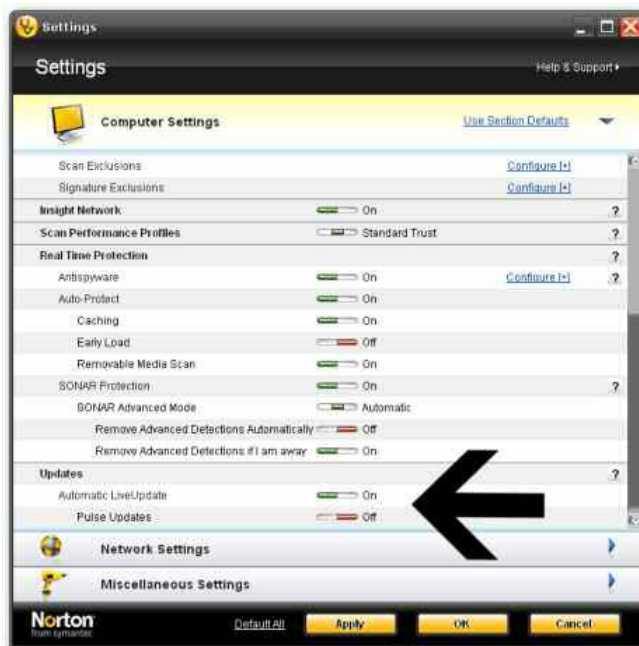 Settings
Settings Help & Support
Computer Settings Use Section Defaults
Scan Exclusions Configure [+]
Signature Exclusions Configure [+]
Insight Network On ?
Scan Performance Profiles Standard Trust ?
Real Time Protection ?
Antispyware On Configure [+] ?
Auto-Protect On
Caching On
Early Load Off
Removable Media Scan On
SONAR Protection On ?
SONAR Advanced Mode Automatic
Remove Advanced Detections Automatically Off
Remove Advanced Detections if I am away On
Updates ?
Automatic LiveUpdate On
Pulse Updates Off
Network Settings
Miscellaneous Settings
Norton
from symantec
Default All Apply OK Cancel